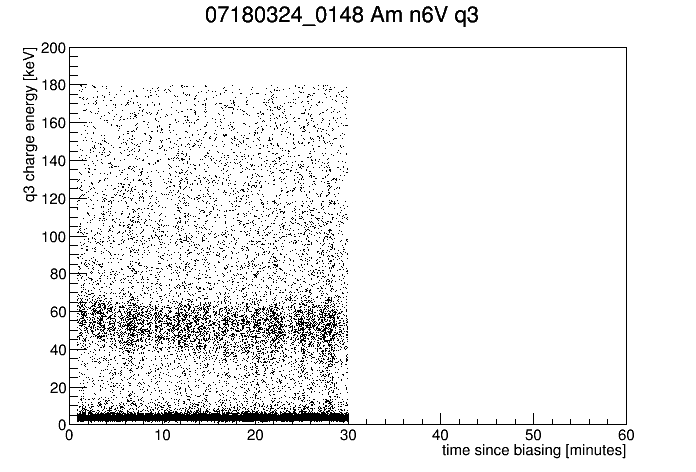 07180324_0148 Am n6V q3
q3 charge energy [keV]
200
180
160
140
120
100
80
60
40
20
0
0 10 20 30 40 50 60
time since biasing [minutes]